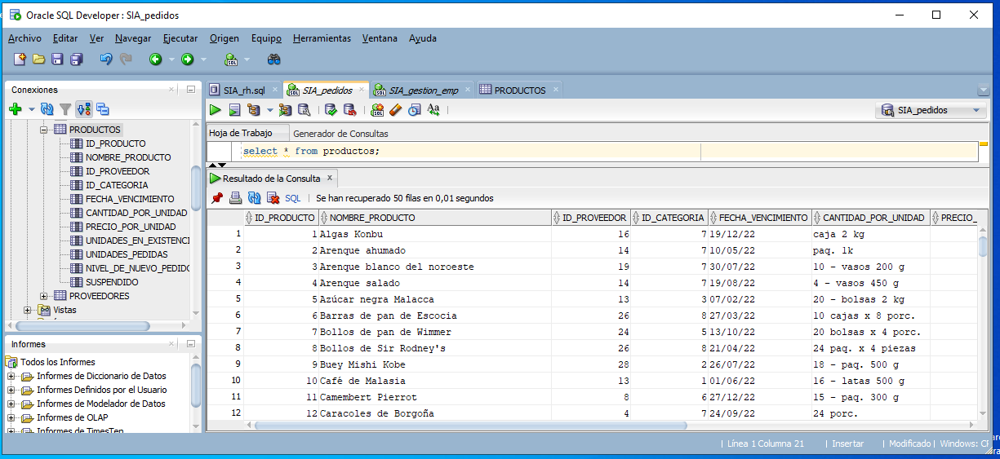 Oracle SQL Developer : SIA_pedidos
Archivo Editar Ver Navegar Ejecutar Origen Equipo Herramientas Ventana Ayuda
Conexiones
PRODUCTOS
ID_PRODUCTO
NOMBRE_PRODUCTO
ID_PROVEEDOR
ID_CATEGORIA
FECHA_VENCIMIENTO
CANTIDAD_POR_UNIDAD
PRECIO_POR_UNIDAD
UNIDADES_EN_EXISTENCI
UNIDADES_PEDIDAS
NIVEL_DE_NUEVO_PEDIDO
SUSPENDIDO
PROVEEDORES
Vistas
Informes
Todos los Informes
Informes de Diccionario de Datos
Informes Definidos por el Usuario
Informes de Modelador de Datos
Informes de OLAP
Informes de TimesTen
SIA_rh.sql SIA_pedidos SIA_gestion_emp PRODUCTOS
SIA_pedidos
Hoja de Trabajo Generador de Consultas
select * from productos;
Resultado de la Consulta
SQL | Se han recuperado 50 filas en 0,01 segundos
ID_PRODUCTO NOMBRE_PRODUCTO ID_PROVEEDOR ID_CATEGORIA FECHA_VENCIMIENTO CANTIDAD_POR_UNIDAD PRECIO_
1 1 Algas Konbu 16 7 19/12/22 caja 2 kg
2 2 Arenque ahumado 14 7 10/05/22 paq. 1k
3 3 Arenque blanco del noroeste 19 7 30/07/22 10 - vasos 200 g
4 4 Arenque salado 14 7 19/08/22 4 - vasos 450 g
5 5 Azúcar negra Malacca 13 3 07/02/22 20 - bolsas 2 kg
6 6 Barras de pan de Escocia 26 8 27/03/22 10 cajas x 8 porc.
7 7 Bollos de pan de Wimmer 24 5 13/10/22 20 bolsas x 4 porc.
8 8 Bollos de Sir Rodney's 26 8 21/04/22 24 paq. x 4 piezas
9 9 Buey Mishi Kobe 28 2 26/07/22 18 - paq. 500 g
10 10 Café de Malasia 13 1 01/06/22 16 - latas 500 g
11 11 Camembert Pierrot 8 6 27/12/22 15 - paq. 300 g
12 12 Caracoles de Borgoña 4 7 24/09/22 24 porc.
| Línea 1 Columna 21 | Insertar | Modificado | Windows: CR